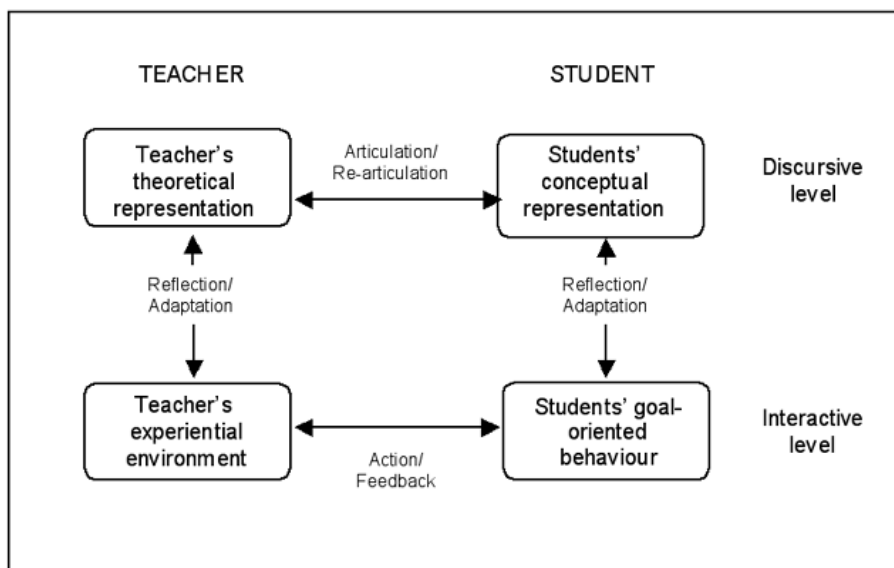 TEACHER
STUDENT
Teacher's
theoretical
representation
Articulation/
Re-articulation
Students'
conceptual
representation
Discursive
level
Reflection/
Adaptation
Reflection/
Adaptation
Teacher's
experiential
environment
Action/
Feedback
Students' goal-
oriented
behaviour
Interactive
level